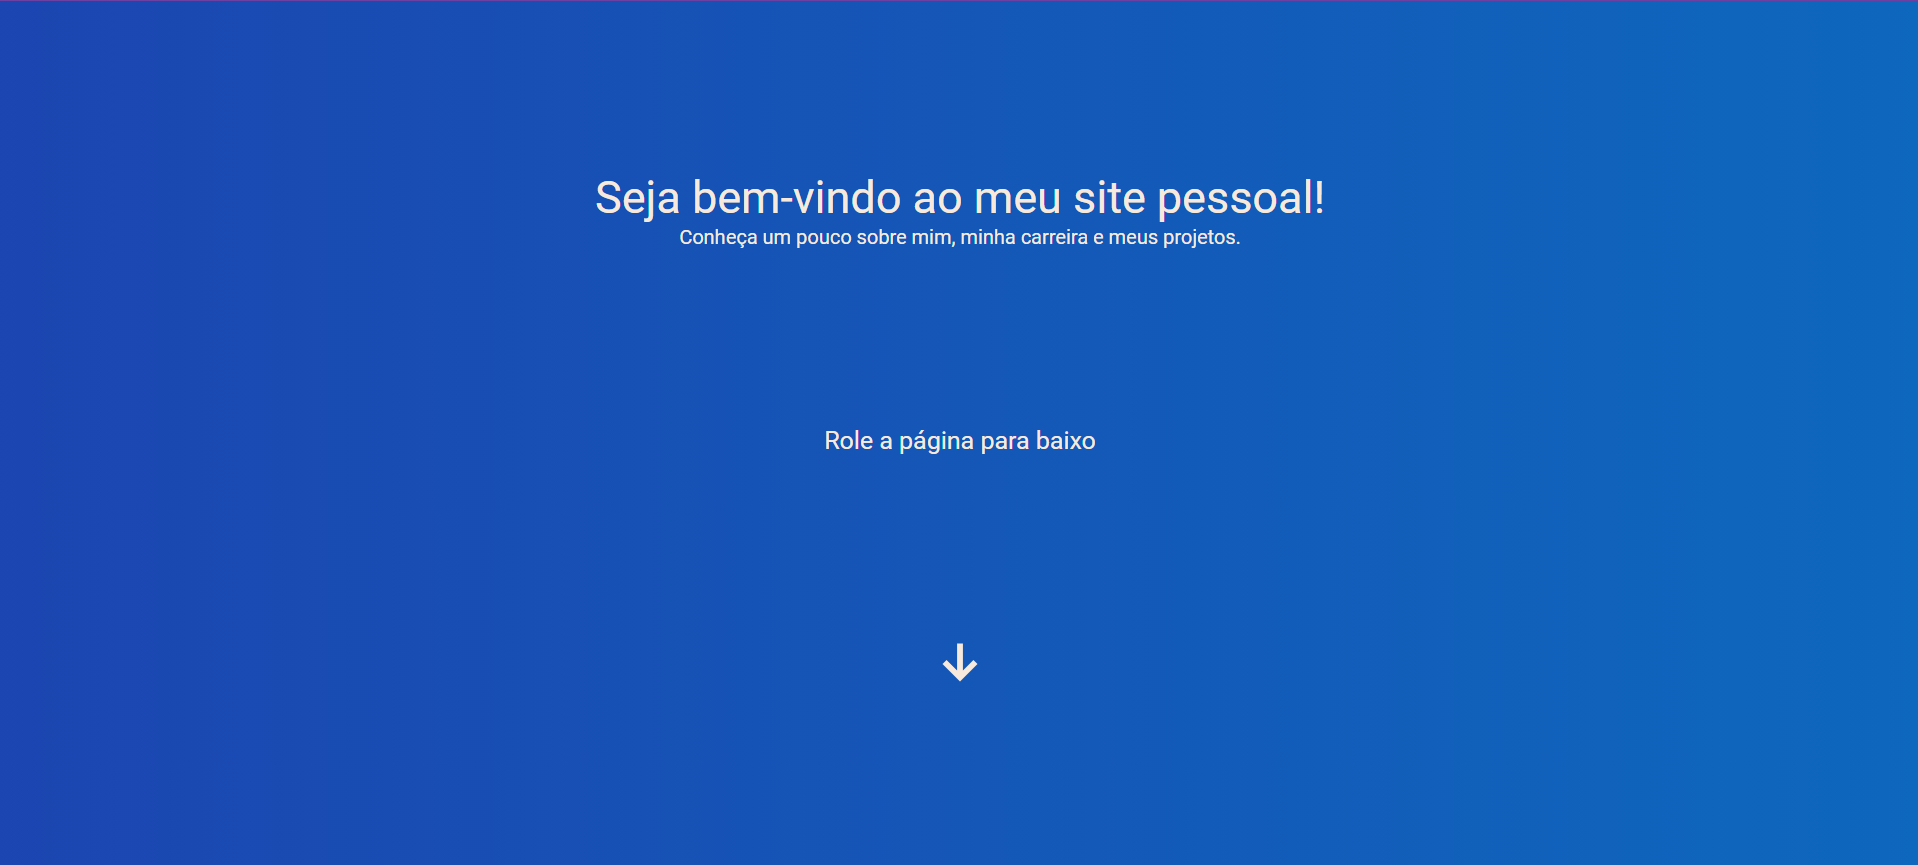 Seja bem-vindo ao meu site pessoal!
Conheça um pouco sobre mim, minha carreira e meus projetos.
Role a página para baixo